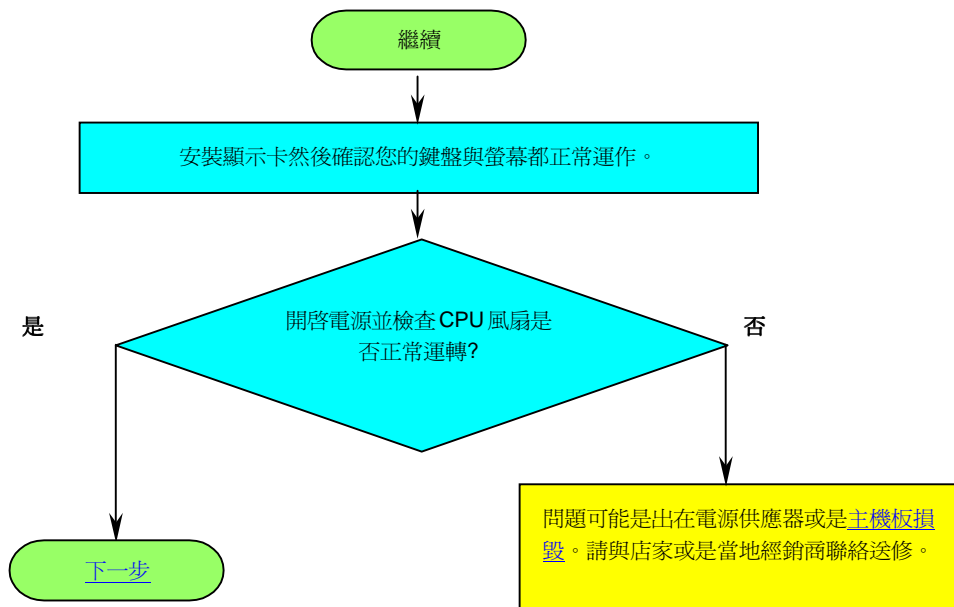 繼續
安裝顯示卡然後確認您的鍵盤與螢幕都正常運作。
開啓電源並檢查 CPU 風扇是
否正常運轉?
是
否
問題可能是出在電源供應器或是主機板損
毀。請與店家或是當地經銷商聯絡送修。
下一步